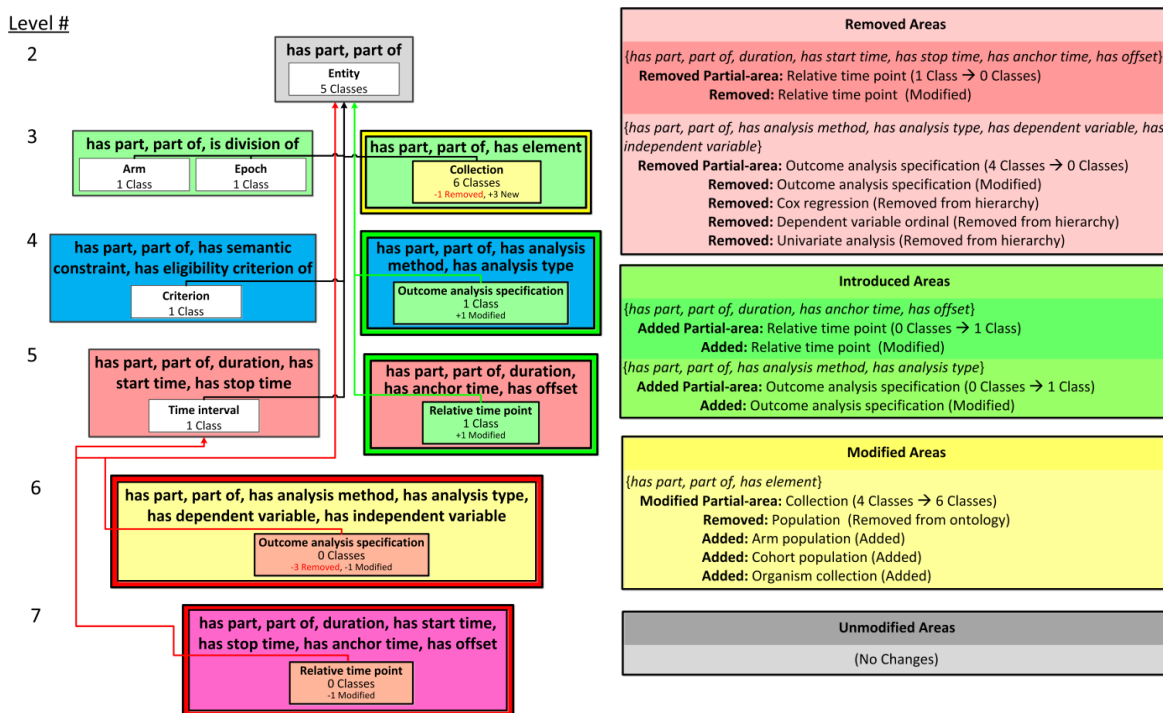 Level #
2
has part, part of
Entity
5 Classes
3
has part, part of, is division of
Arm
1 Class
Epoch
1 Class
has part, part of, has element
Collection
6 Classes
-1 Removed, +3 New
4
has part, part of, has semantic
constraint, has eligibility criterion of
Criterion
1 Class
has part, part of, has analysis
method, has analysis type
Outcome analysis specification
1 Class
+1 Modified
5
has part, part of, duration, has
start time, has stop time
Time interval
1 Class
has part, part of, duration,
has anchor time, has offset
Relative time point
1 Class
+1 Modified
6
has part, part of, has analysis method, has analysis type,
has dependent variable, has independent variable
Outcome analysis specification
0 Classes
-3 Removed, -1 Modified
7
has part, part of, duration, has start time,
has stop time, has anchor time, has offset
Relative time point
0 Classes
-1 Modified
Removed Areas
{has part, part of, duration, has start time, has stop time, has anchor time, has offset}
Removed Partial-area: Relative time point (1 Class → 0 Classes)
Removed: Relative time point (Modified)
{has part, part of, has analysis method, has analysis type, has dependent variable, has
independent variable}
Removed Partial-area: Outcome analysis specification (4 Classes → 0 Classes)
Removed: Outcome analysis specification (Modified)
Removed: Cox regression (Removed from hierarchy)
Removed: Dependent variable ordinal (Removed from hierarchy)
Removed: Univariate analysis (Removed from hierarchy)
Introduced Areas
{has part, part of, duration, has anchor time, has offset}
Added Partial-area: Relative time point (0 Classes → 1 Class)
Added: Relative time point (Modified)
{has part, part of, has analysis method, has analysis type}
Added Partial-area: Outcome analysis specification (0 Classes → 1 Class)
Added: Outcome analysis specification (Modified)
Modified Areas
{has part, part of, has element}
Modified Partial-area: Collection (4 Classes → 6 Classes)
Removed: Population (Removed from ontology)
Added: Arm population (Added)
Added: Cohort population (Added)
Added: Organism collection (Added)
Unmodified Areas
(No Changes)